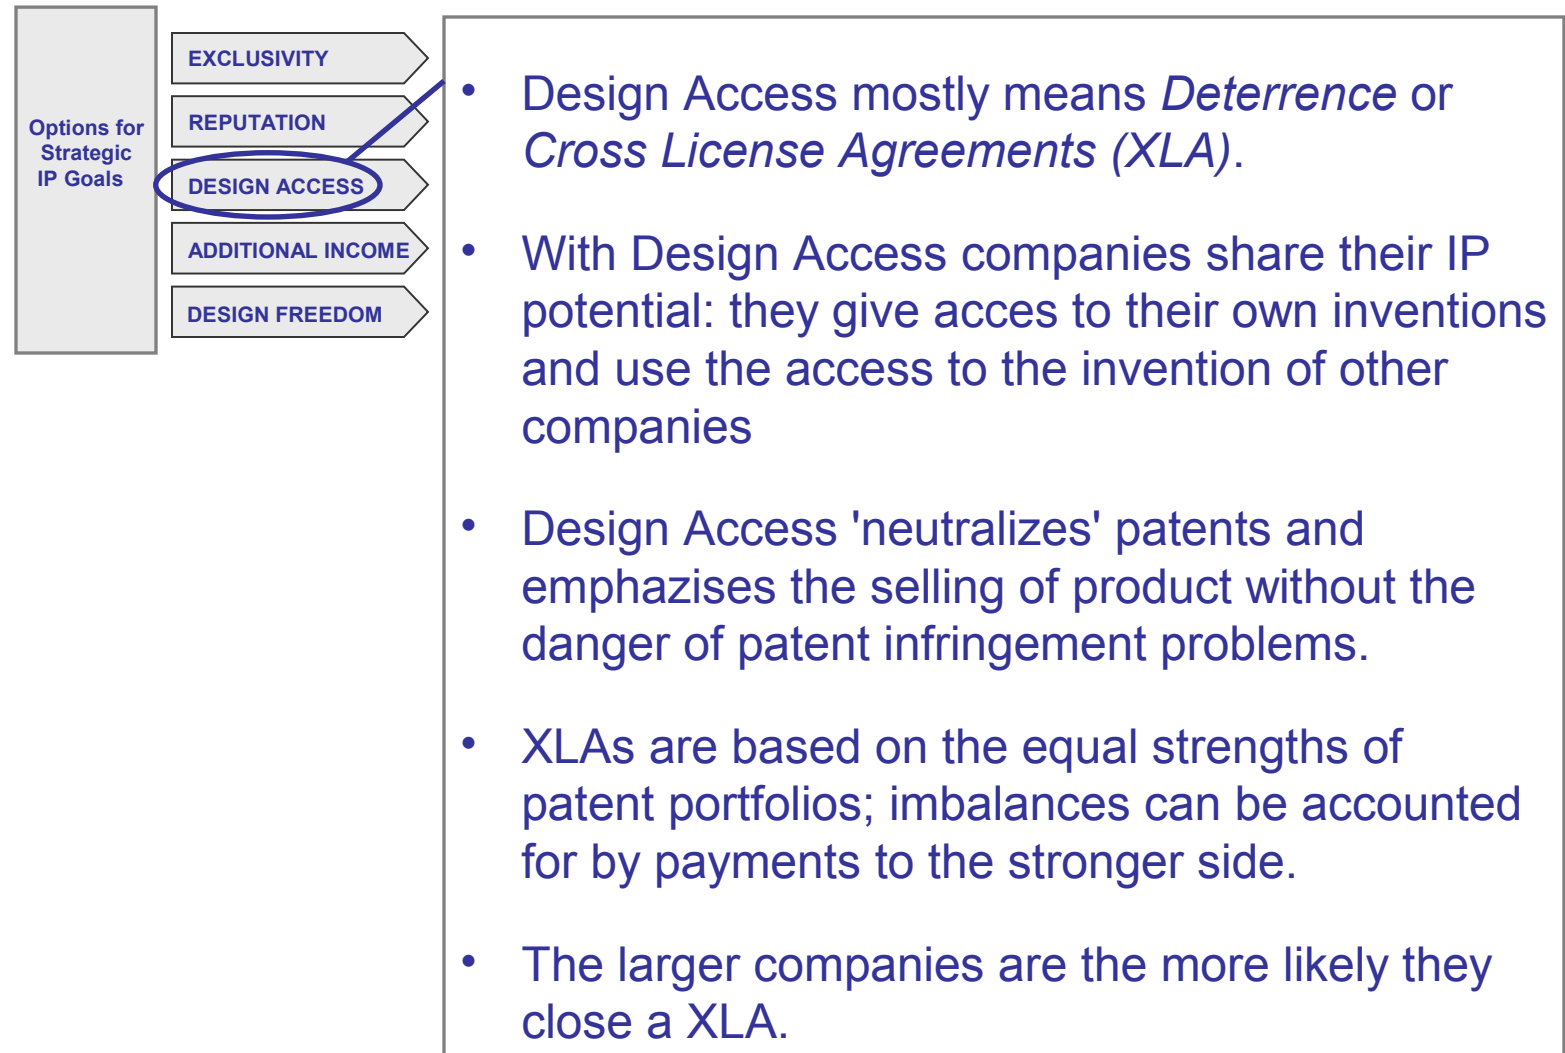 Options for
Strategic
IP Goals
EXCLUSIVITY
REPUTATION
DESIGN ACCESS
ADDITIONAL INCOME
DESIGN FREEDOM
• Design Access mostly means Deterrence or
Cross License Agreements (XLA).
• With Design Access companies share their IP
potential: they give acces to their own inventions
and use the access to the invention of other
companies
• Design Access 'neutralizes' patents and
emphazises the selling of product without the
danger of patent infringement problems.
• XLAs are based on the equal strengths of
patent portfolios; imbalances can be accounted
for by payments to the stronger side.
• The larger companies are the more likely they
close a XLA.